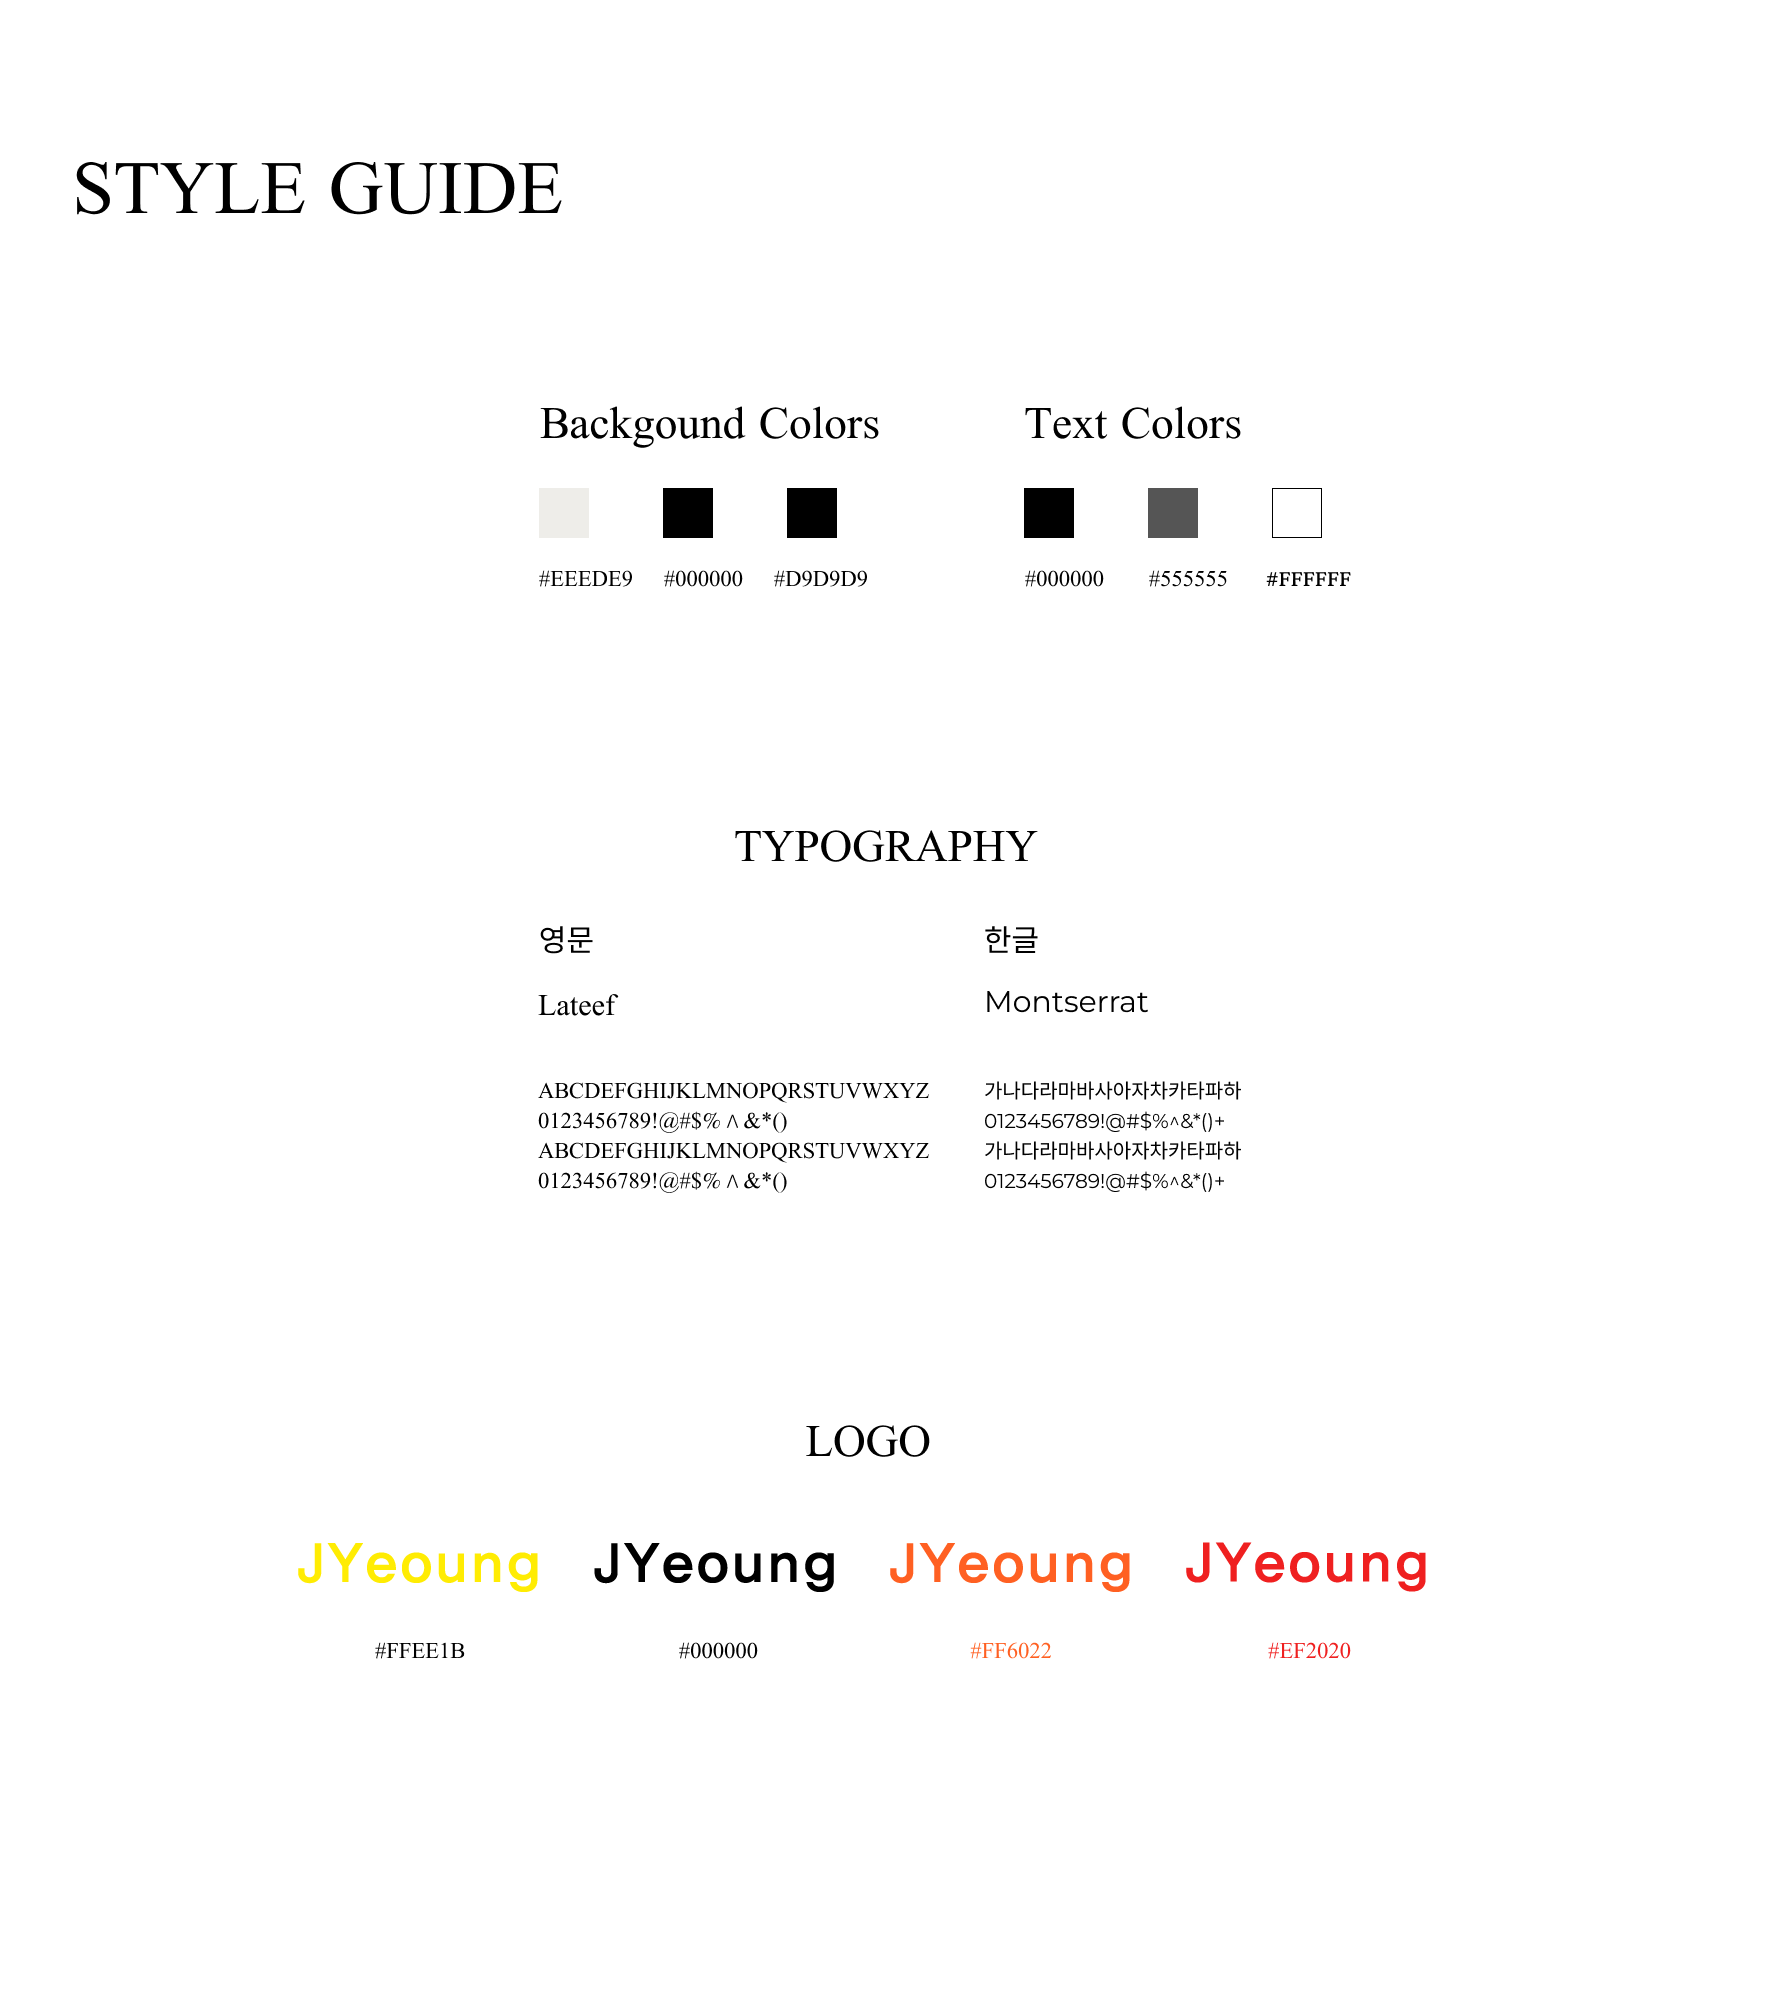 STYLE GUIDE
Backgound Colors
#EEEDE9 #000000 #D9D9D9
Text Colors
#000000 #555555 #FFFFFF
TYPOGRAPHY
영문
Lateef
ABCDEFGHIJKLMNOPQRSTUVWXYZ
0123456789!@#$%^&*()
ABCDEFGHIJKLMNOPQRSTUVWXYZ
0123456789!@#$%^&*()
한글
Montserrat
가나다라마바사아자차카타파하
0123456789!@#$%^&*()+
가나다라마바사아자차카타파하
0123456789!@#$%^&*()+
LOGO
JYeoung JYeoung JYeoung JYeoung
#FFEE1B #000000 #FF6022 #EF2020